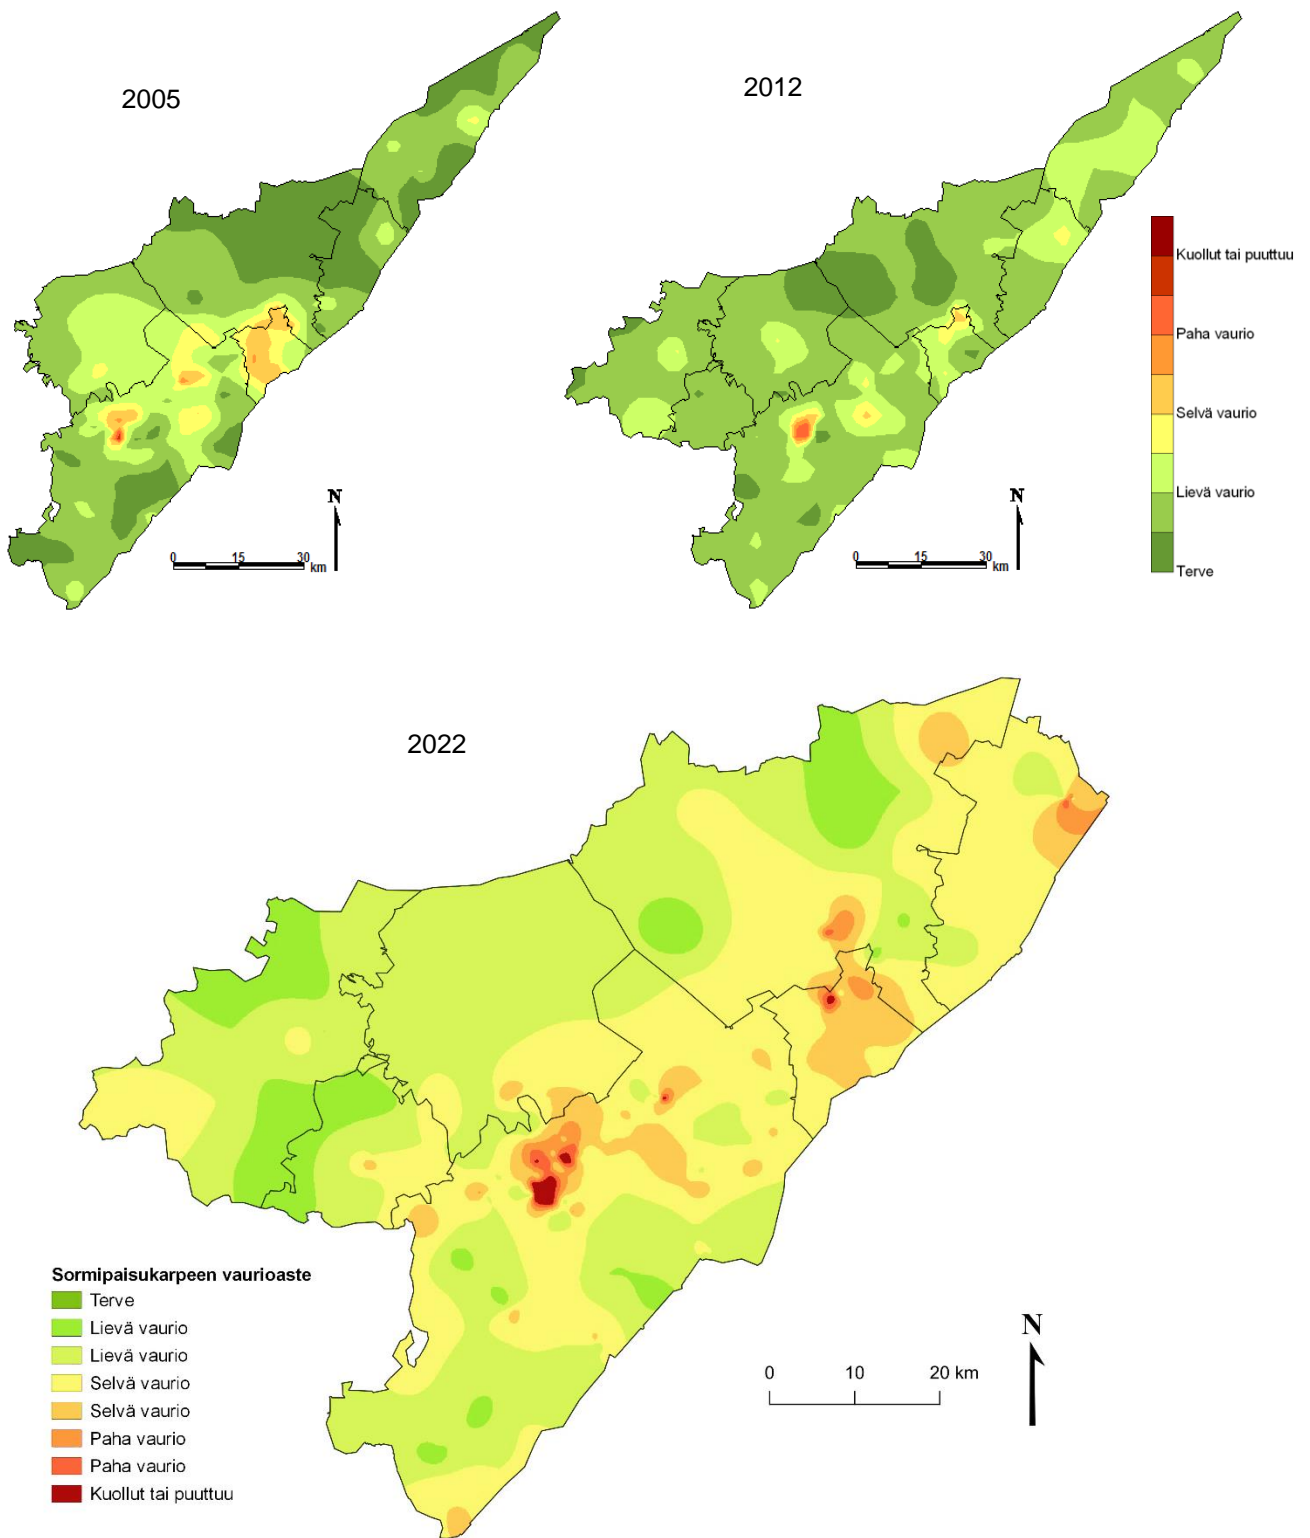 2005
2012
Kuollut tai puuttuu
Paha vaurio
Selvä vaurio
Lievä vaurio
Terve
N
0 15 30
km
N
0 15 30
km
2022
Sormipaisukarpeen vaurioaste
Terve
Lievä vaurio
Lievä vaurio
Selvä vaurio
Selvä vaurio
Paha vaurio
Paha vaurio
Kuollut tai puuttuu
N
0 10 20 km